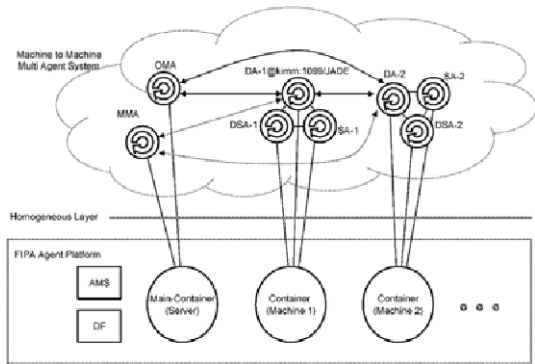 Machine to Machine
Multi Agent System
OMA
DA-1@kimm:1099/JADE
DA-2
SA-2
MMA
DSA-1
SA-1
DSA-2
Homogeneous Layer
FIPA Agent Platform
AMS
DF
Main-Container
(Server)
Container
(Machine 1)
Container
(Machine 2)